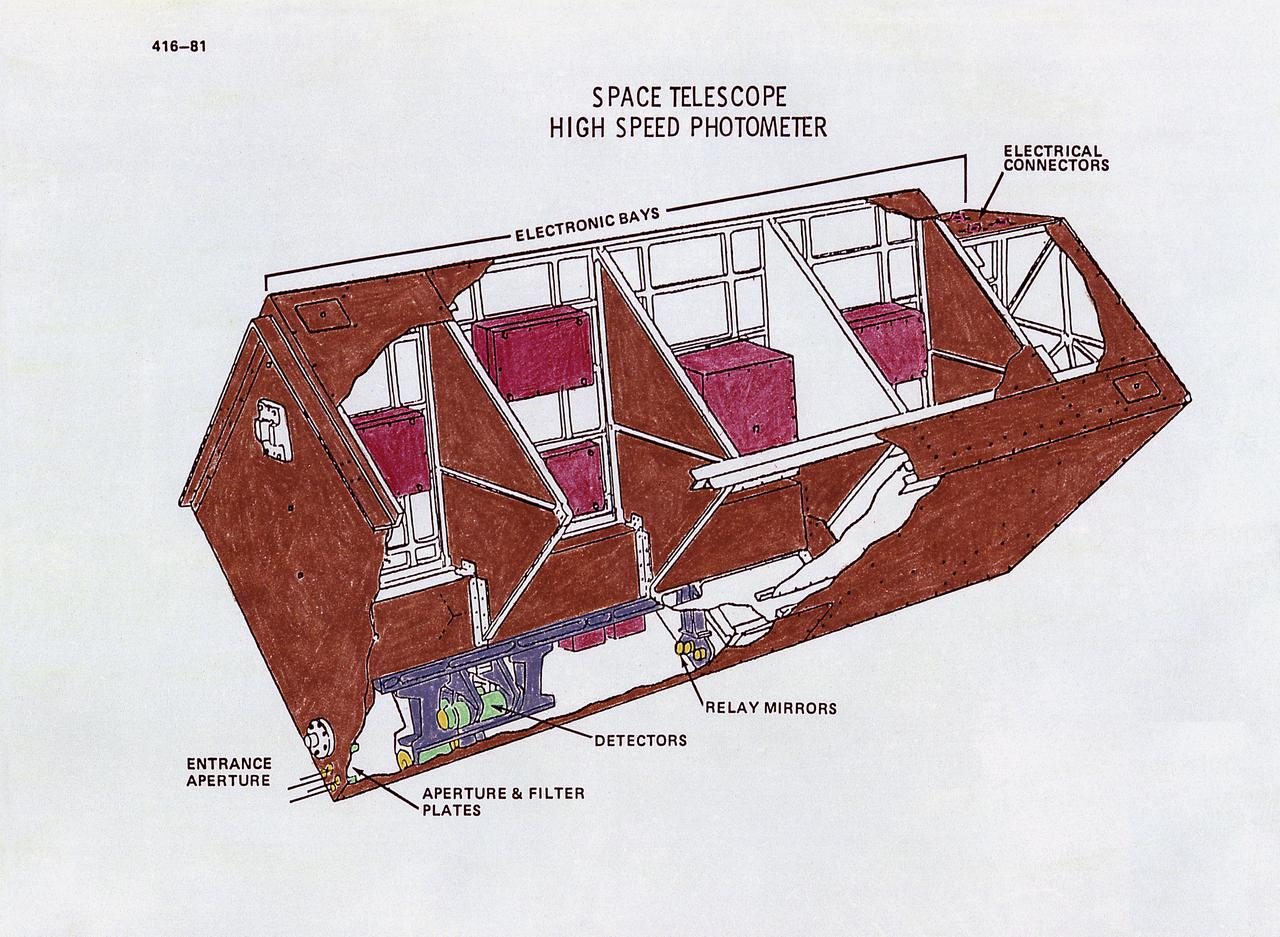 416–81
SPACE TELESCOPE
HIGH SPEED PHOTOMETER
ELECTRICAL
CONNECTORS
ELECTRONIC BAYS
RELAY MIRRORS
DETECTORS
ENTRANCE
APERTURE
APERTURE & FILTER
PLATES